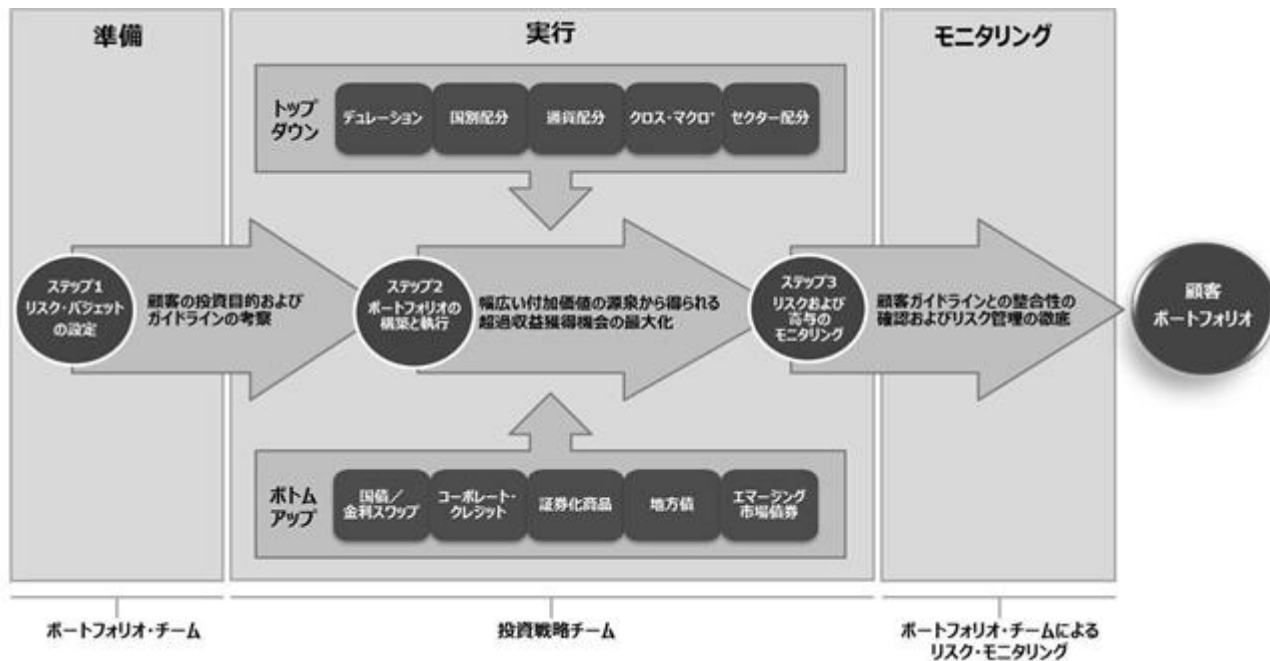 準備
実行
モニタリング
トップ
ダウン
デュレーション
国別配分
通貨配分
クロス・マクロ*
セクター配分
ステップ1
リスク・バジェット
の設定
顧客の投資目的および
ガイドラインの考察
ステップ2
ポートフォリオの
構築と執行
幅広い付加価値の源泉から得られる
超過収益獲得機会の最大化
ステップ3
リスクおよび
寄与の
モニタリング
顧客ガイドラインとの整合性の
確認およびリスク管理の徹底
顧客
ポートフォリオ
ボトム
アップ
国債／
金利スワップ
コーポレート・
クレジット
証券化商品
地方債
エマージング
市場債券
ポートフォリオ・チーム
投資戦略チーム
ポートフォリオ・チームによる
リスク・モニタリング